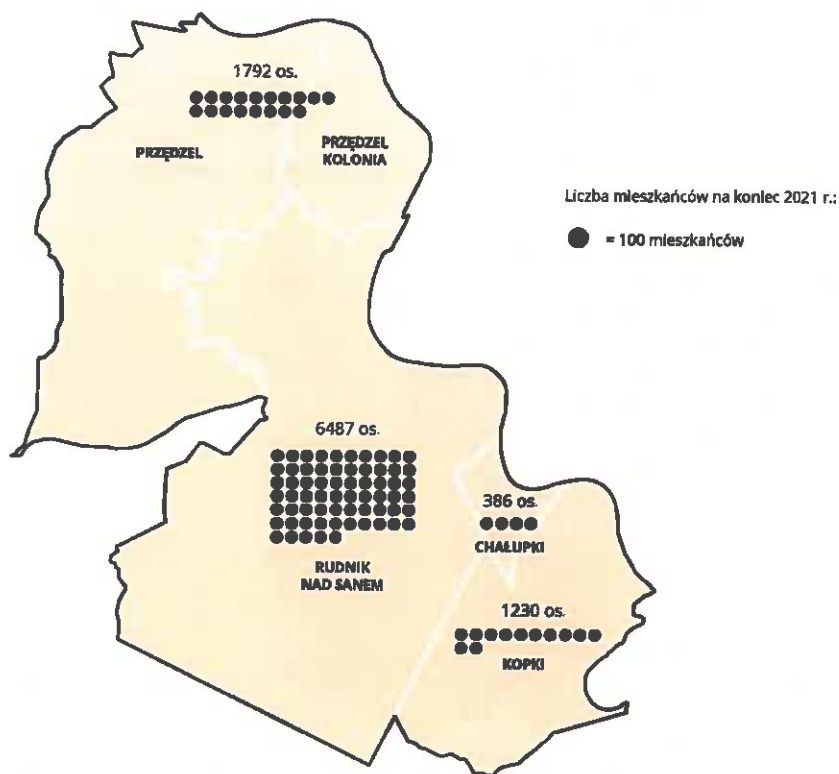 1792 os.
PRZĘDZEL
PRZĘDZEL
KOLONIA
Liczba mieszkańców na koniec 2021 r.:
= 100 mieszkańców
6487 os.
RUDNIK
NAD SANEM
386 os.
CHAŁUPKI
1230 os.
KOPKI